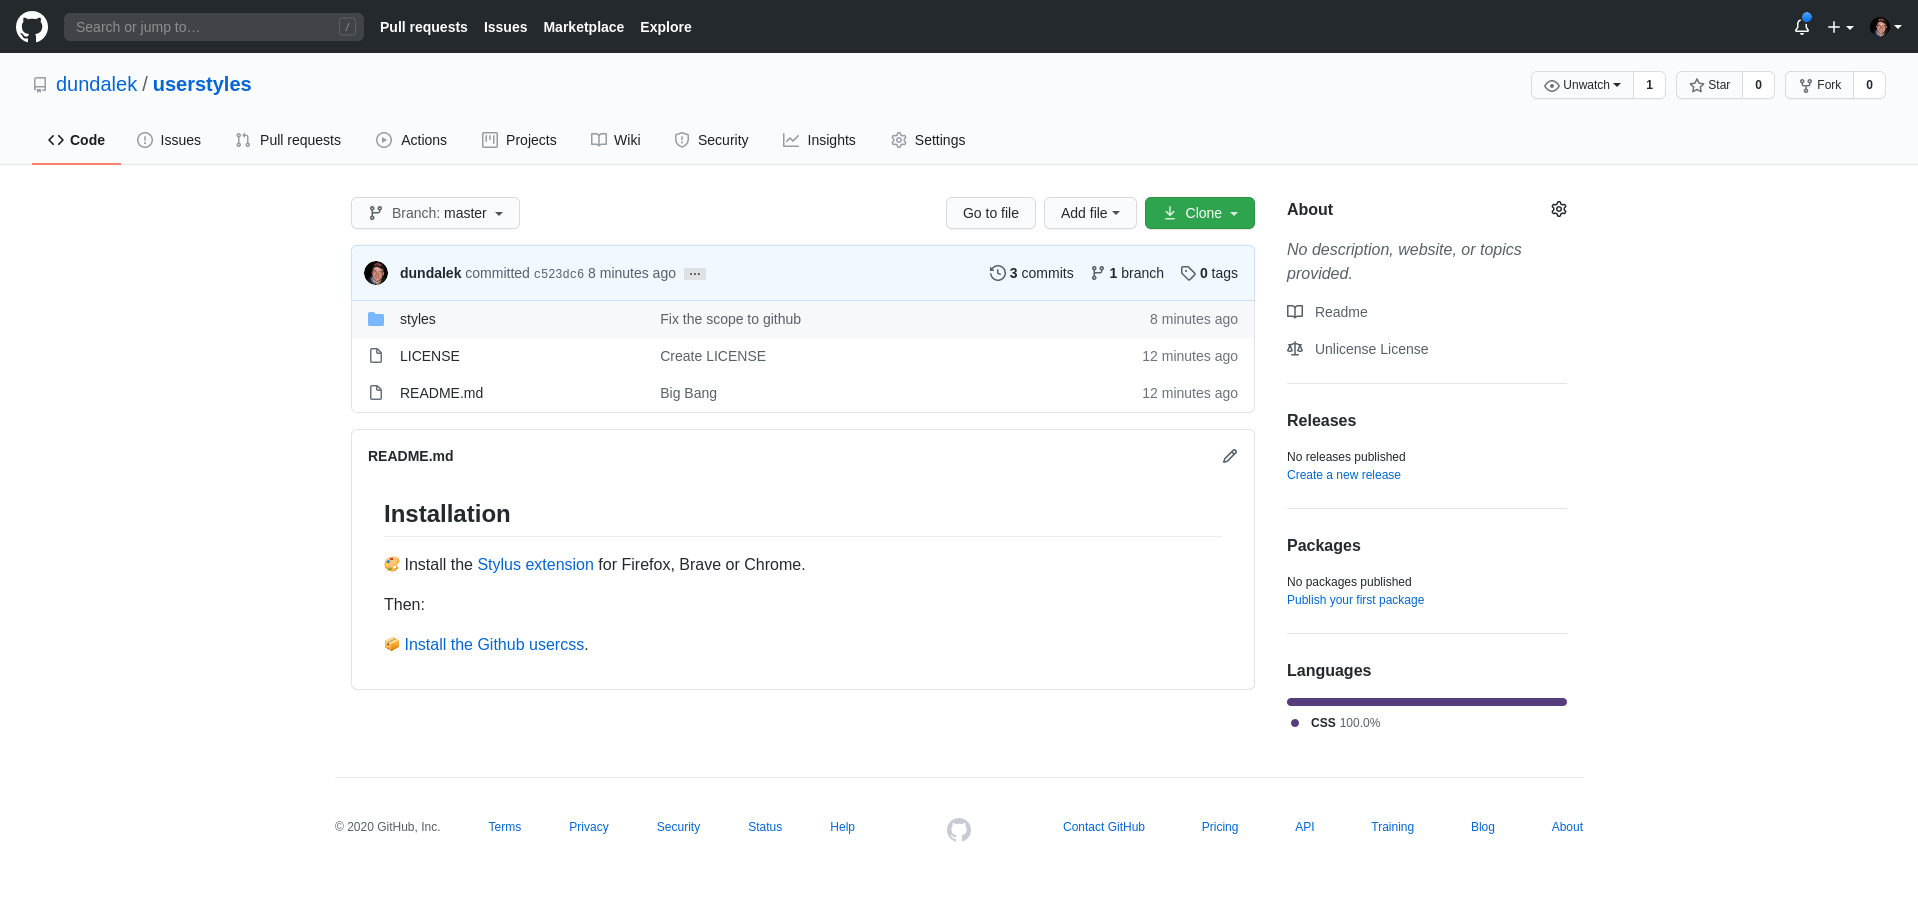 Search or jump to… /
Pull requests Issues Marketplace Explore
dundalek / userstyles
Unwatch 1 Star 0 Fork 0
Code Issues Pull requests Actions Projects Wiki Security Insights Settings
Branch: master Go to file Add file Clone
dundalek committed c523dc6 8 minutes ago … 3 commits 1 branch 0 tags
styles Fix the scope to github 8 minutes ago
LICENSE Create LICENSE 12 minutes ago
README.md Big Bang 12 minutes ago
README.md
Installation
🎨 Install the Stylus extension for Firefox, Brave or Chrome.
Then:
📦 Install the Github usercss.
About
No description, website, or topics
provided.
Readme
Unlicense License
Releases
No releases published
Create a new release
Packages
No packages published
Publish your first package
Languages
CSS 100.0%
© 2020 GitHub, Inc. Terms Privacy Security Status Help Contact GitHub Pricing API Training Blog About